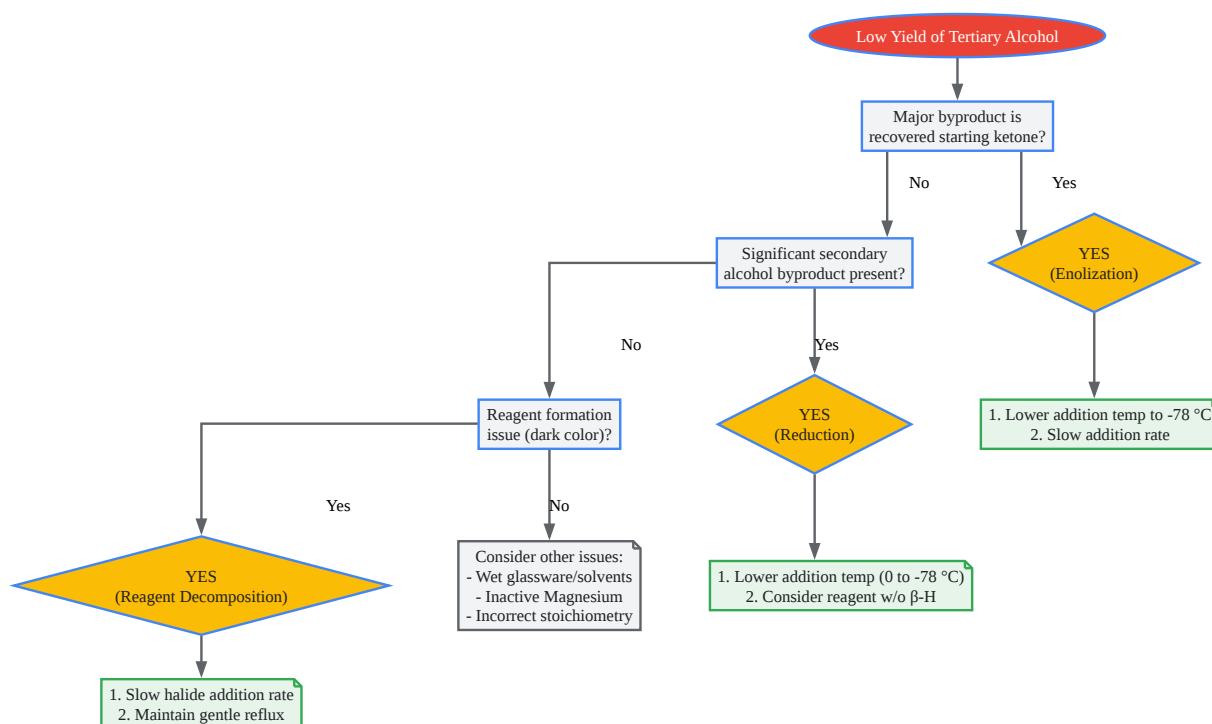 Low Yield of Tertiary Alcohol
Major byproduct is
recovered starting ketone?
No
Yes
Significant secondary
alcohol byproduct present?
YES
(Enolization)
No
Yes
Reagent formation
issue (dark color)?
YES
(Reduction)
1. Lower addition temp to -78 °C
2. Slow addition rate
Yes
No
YES
(Reagent Decomposition)
Consider other issues:
- Wet glassware/solvents
- Inactive Magnesium
- Incorrect stoichiometry
1. Lower addition temp (0 to -78 °C)
2. Consider reagent w/o β-H
1. Slow halide addition rate
2. Maintain gentle reflux